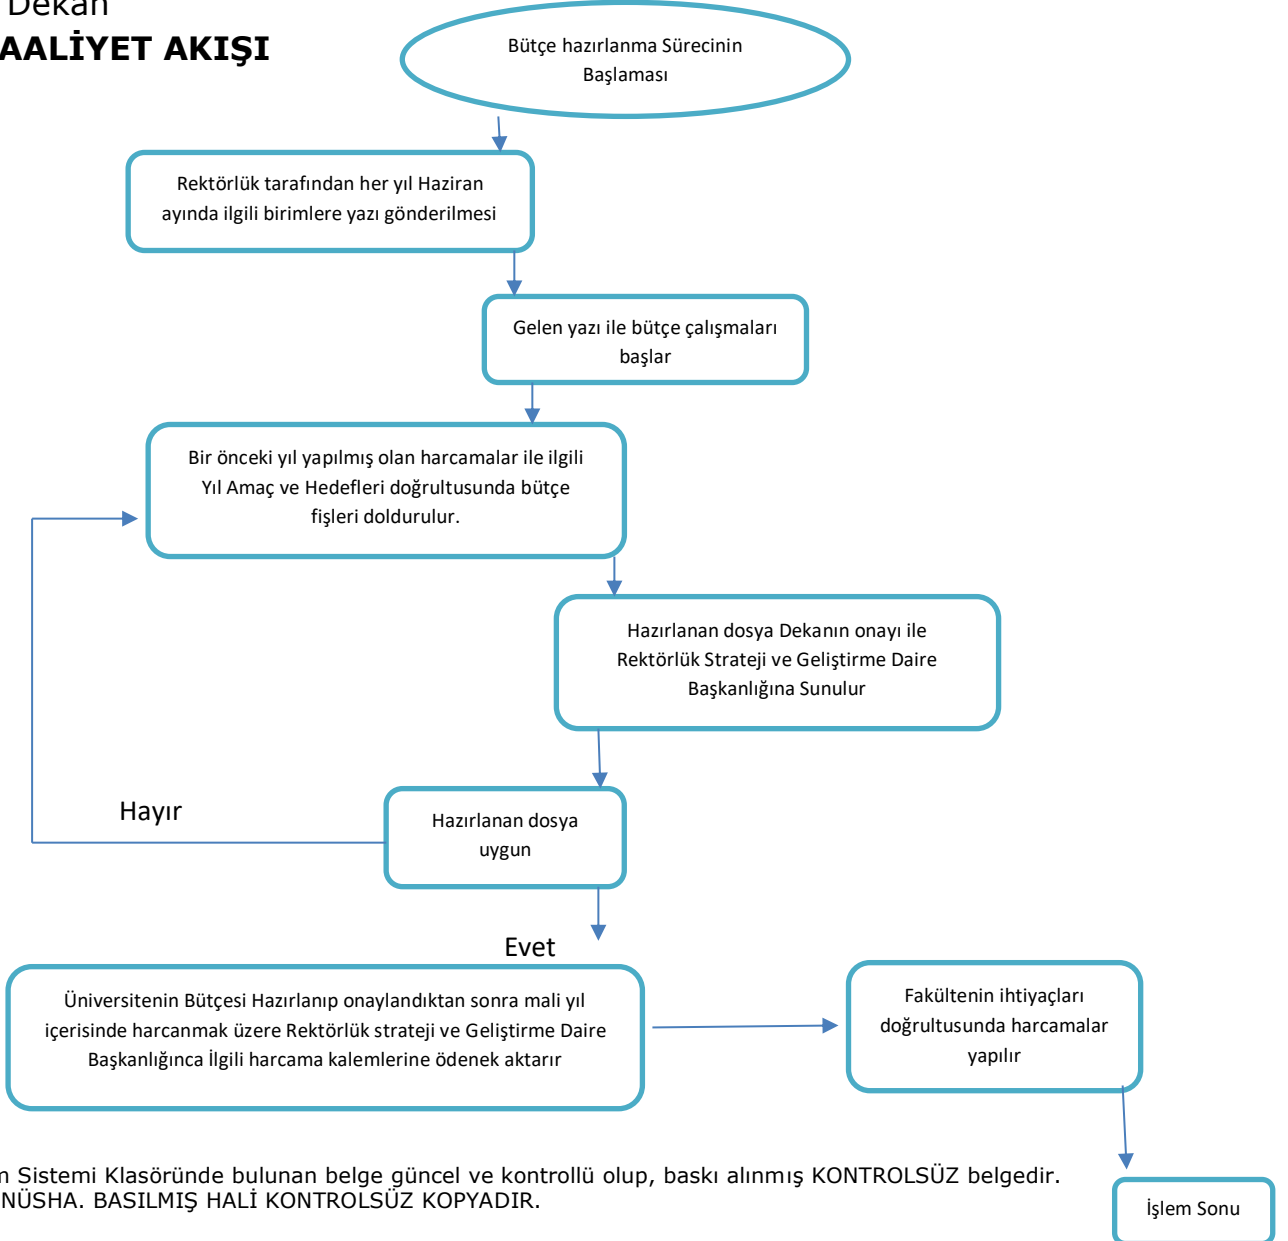 Dekan
AALİYET AKIŞI
Bütçe hazırlanma Sürecinin
Başlaması
Rektörlük tarafından her yıl Haziran
ayında ilgili birimlere yazı gönderilmesi
Gelen yazı ile bütçe çalışmaları
başlar
Bir önceki yıl yapılmış olan harcamalar ile ilgili
Yıl Amaç ve Hedefleri doğrultusunda bütçe
fişleri doldurulur.
Hazırlanan dosya Dekanın onayı ile
Rektörlük Strateji ve Geliştirme Daire
Başkanlığına Sunulur
Hayır
Hazırlanan dosya
uygun
Evet
Üniversitenin Bütçesi Hazırlanıp onaylandıktan sonra mali yıl
içerisinde harcanmak üzere Rektörlük strateji ve Geliştirme Daire
Başkanlığınca İlgili harcama kalemlerine ödenek aktarır
Fakültenin ihtiyaçları
doğrultusunda harcamalar
yapılır
m Sistemi Klasöründe bulunan belge güncel ve kontrollü olup, baskı alınmış KONTROLSÜZ belgedir.
NÜSHA. BASILMIŞ HALİ KONTROLSÜZ KOPYADIR.
İşlem Sonu